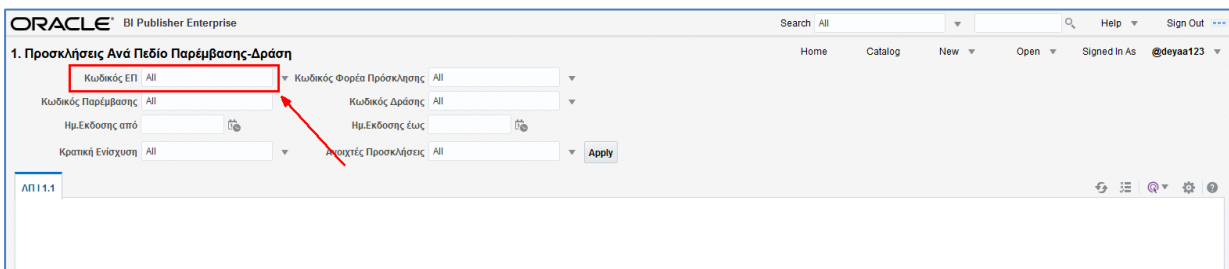 ORACLE® BI Publisher Enterprise Search All Help Sign Out
1. Προσκλήσεις Ανά Πεδίο Παρέμβασης-Δράση Home Catalog New Open Signed In As @deyaa123
Κωδικός ΕΠ All Κωδικός Φορέα Πρόσκλησης All
Κωδικός Παρέμβασης All Κωδικός Δράσης All
Ημ.Εκδοσης από Ημ.Εκδοσης έως
Κρατική Ενίσχυση All Ανοιχτές Προσκλήσεις All Apply
ΛΠ Ι 1.1